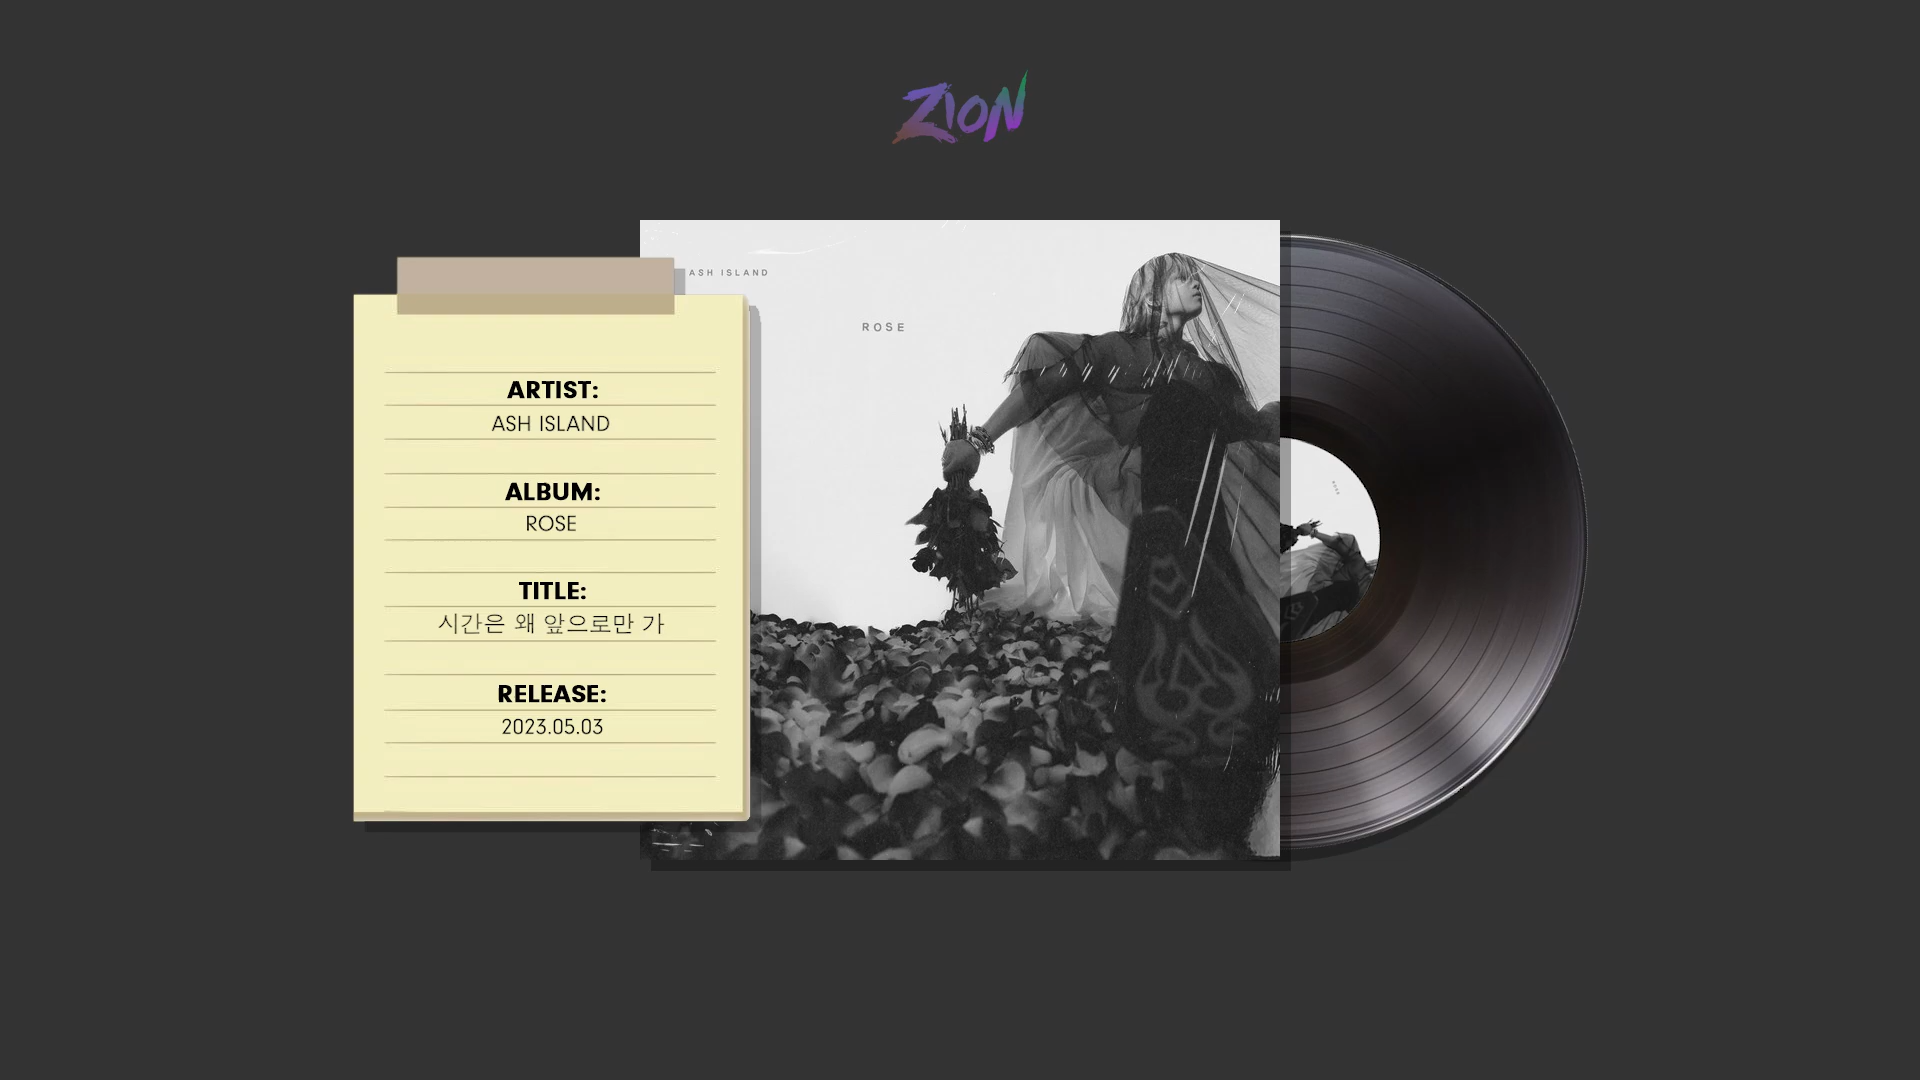 ZION
ASH ISLAND
ROSE
ARTIST:
ASH ISLAND
ALBUM:
ROSE
TITLE:
시간은 왜 앞으로만 가
RELEASE:
2023.05.03